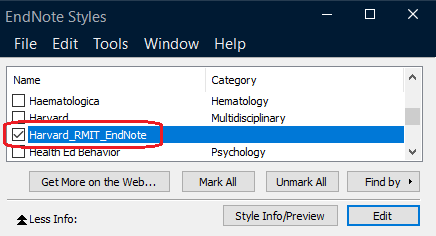 EndNote Styles
File Edit Tools Window Help
Name Category
Haematologica Hematology
Harvard Multidisciplinary
Harvard_RMIT_EndNote
Health Ed Behavior Psychology
Get More on the Web... Mark All Unmark All Find by
Less Info: Style Info/Preview Edit